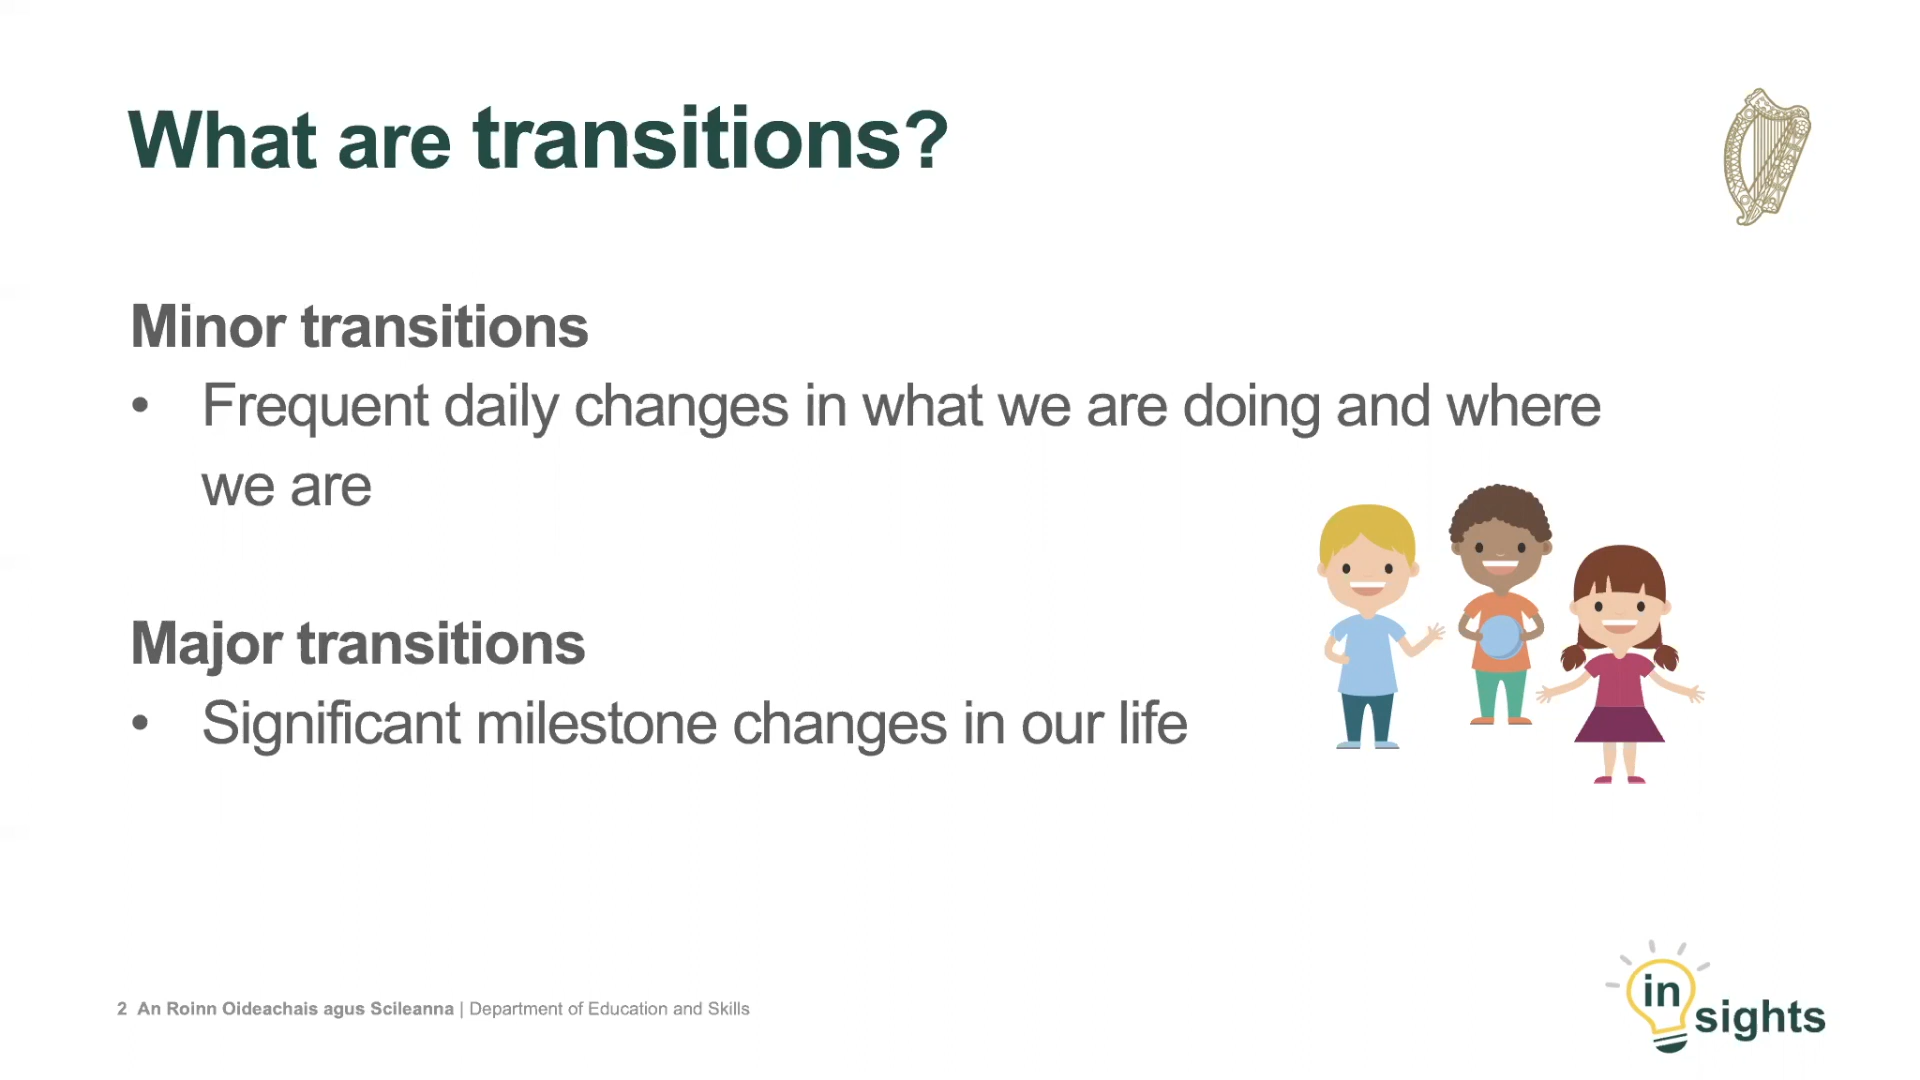 What are transitions?
Minor transitions
• Frequent daily changes in what we are doing and where
we are
Major transitions
• Significant milestone changes in our life
2 An Roinn Oideachais agus Scileanna | Department of Education and Skills
in
sights